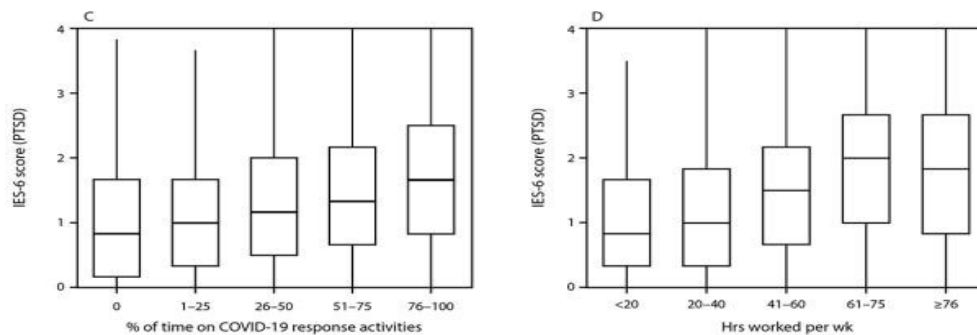 C
IES-6 score (PTSD)
4
3
2
1
0
0 1–25 26–50 51–75 76–100
% of time on COVID-19 response activities
D
IES-6 score (PTSD)
4
3
2
1
0
<20 20–40 41–60 61–75 ≥76
Hrs worked per wk